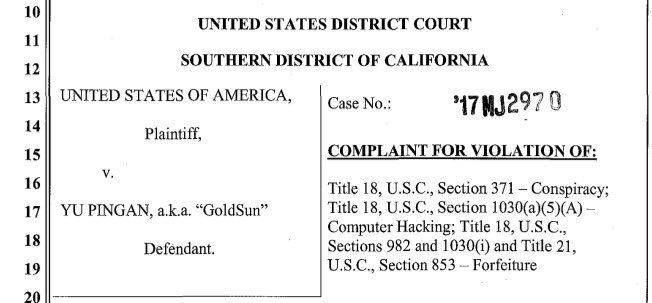 10
UNITED STATES DISTRICT COURT
11
SOUTHERN DISTRICT OF CALIFORNIA
12
13 UNITED STATES OF AMERICA,
14 Plaintiff,
15 v.
16
17 YU PINGAN, a.k.a. “GoldSun”
18 Defendant.
19
20
Case No.: '17 MJ2970
COMPLAINT FOR VIOLATION OF:
Title 18, U.S.C., Section 371 – Conspiracy;
Title 18, U.S.C., Section 1030(a)(5)(A) –
Computer Hacking; Title 18, U.S.C.,
Sections 982 and 1030(i) and Title 21,
U.S.C., Section 853 – Forfeiture